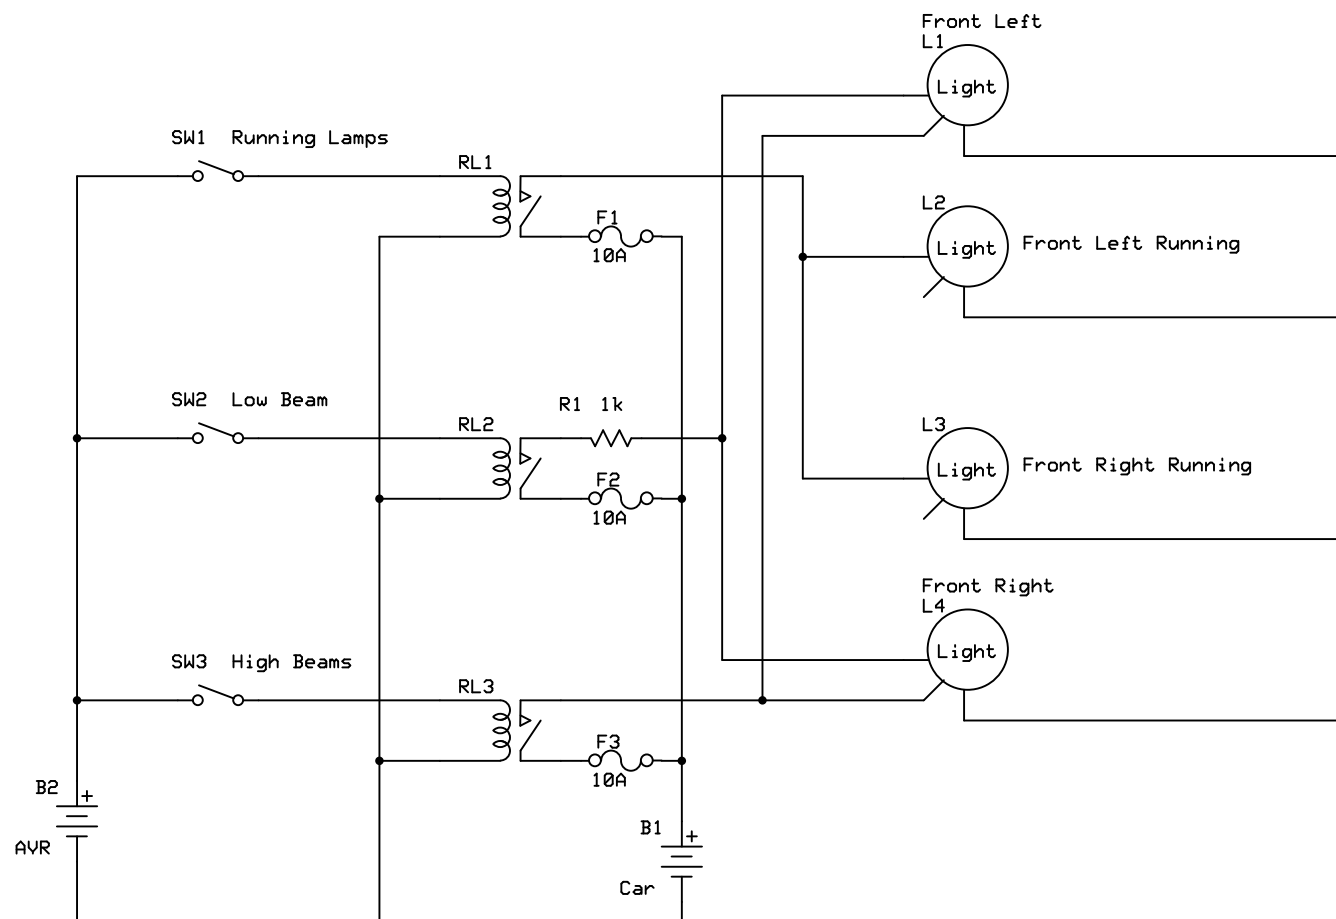 Front Left
L1
Light
SW1 Running Lamps
RL1
F1
10A
L2
Light
Front Left Running
SW2 Low Beam
RL2
R1 1k
F2
10A
L3
Light
Front Right Running
Front Right
L4
Light
SW3 High Beams
RL3
F3
10A
B2
+
AVR
B1
+
Car